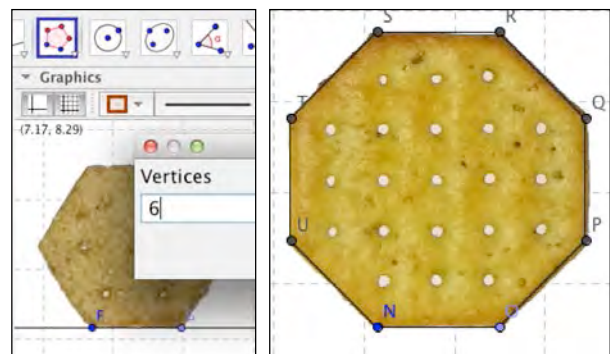 α
Graphics
(7.17, 8.29)
Vertices
6
F
S R
T Q
U P
N O